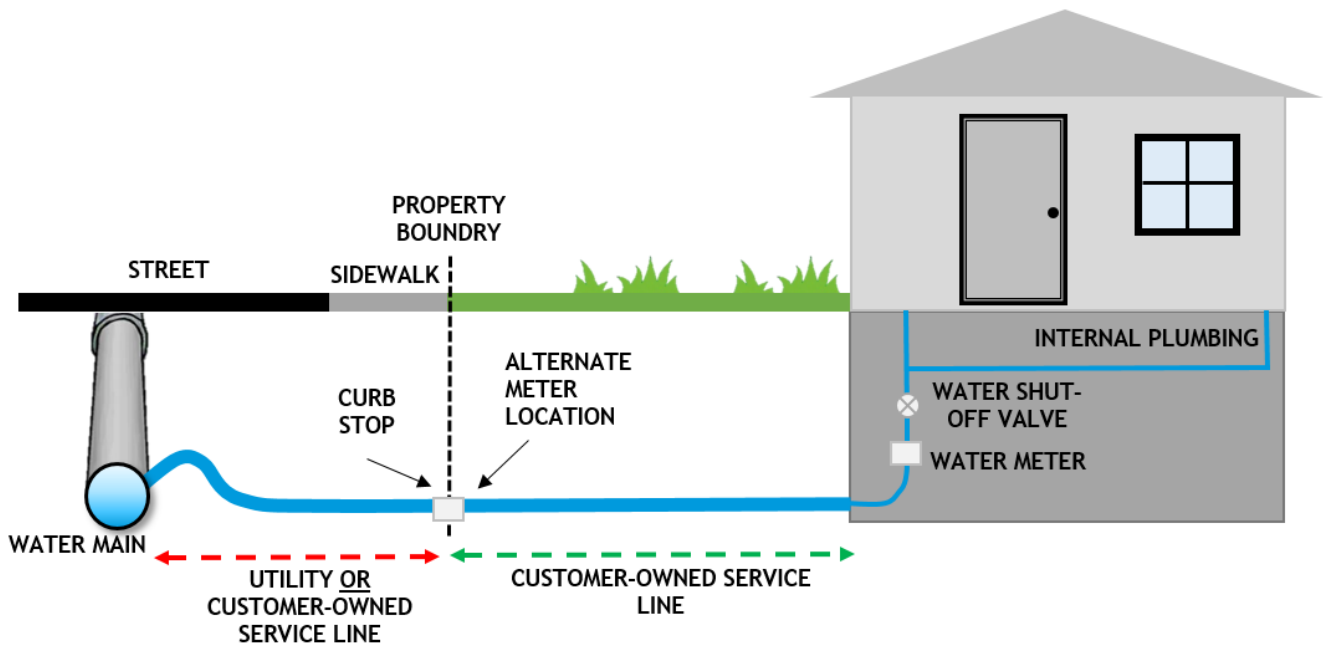 PROPERTY
BOUNDRY
STREET
SIDEWALK
INTERNAL PLUMBING
ALTERNATE
METER
LOCATION
CURB
STOP
WATER SHUT-
OFF VALVE
WATER METER
WATER MAIN
UTILITY OR
CUSTOMER-OWNED
SERVICE LINE
CUSTOMER-OWNED SERVICE
LINE